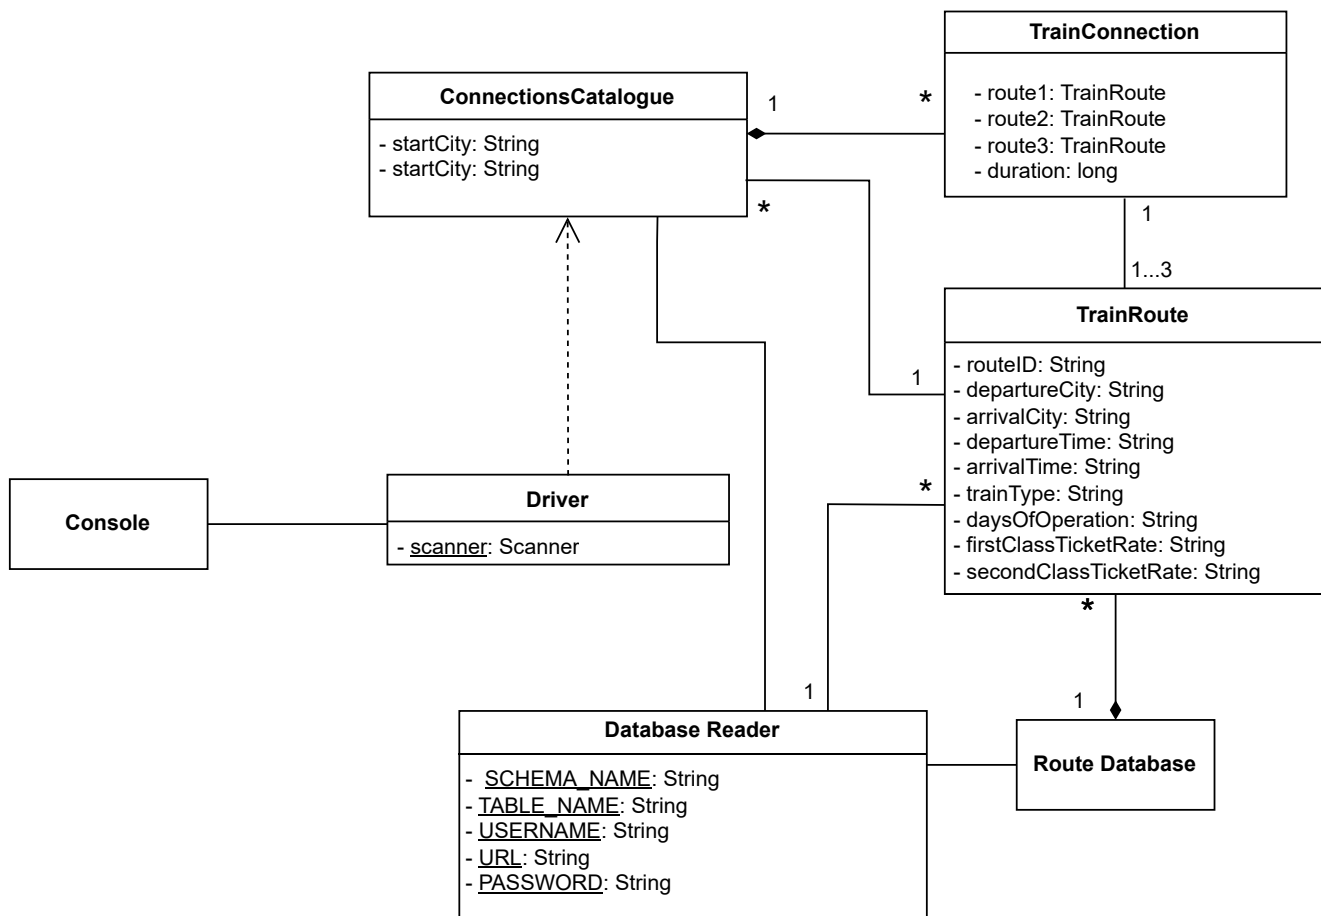 TrainConnection
- route1: TrainRoute
- route2: TrainRoute
- route3: TrainRoute
- duration: long
ConnectionsCatalogue
- startCity: String
- startCity: String
1
*
*
1
1...3
TrainRoute
- routeID: String
- departureCity: String
- arrivalCity: String
- departureTime: String
- arrivalTime: String
- trainType: String
- daysOfOperation: String
- firstClassTicketRate: String
- secondClassTicketRate: String
1
*
Console
Driver
- scanner: Scanner
*
1
1
Database Reader
- SCHEMA_NAME: String
- TABLE_NAME: String
- USERNAME: String
- URL: String
- PASSWORD: String
Route Database